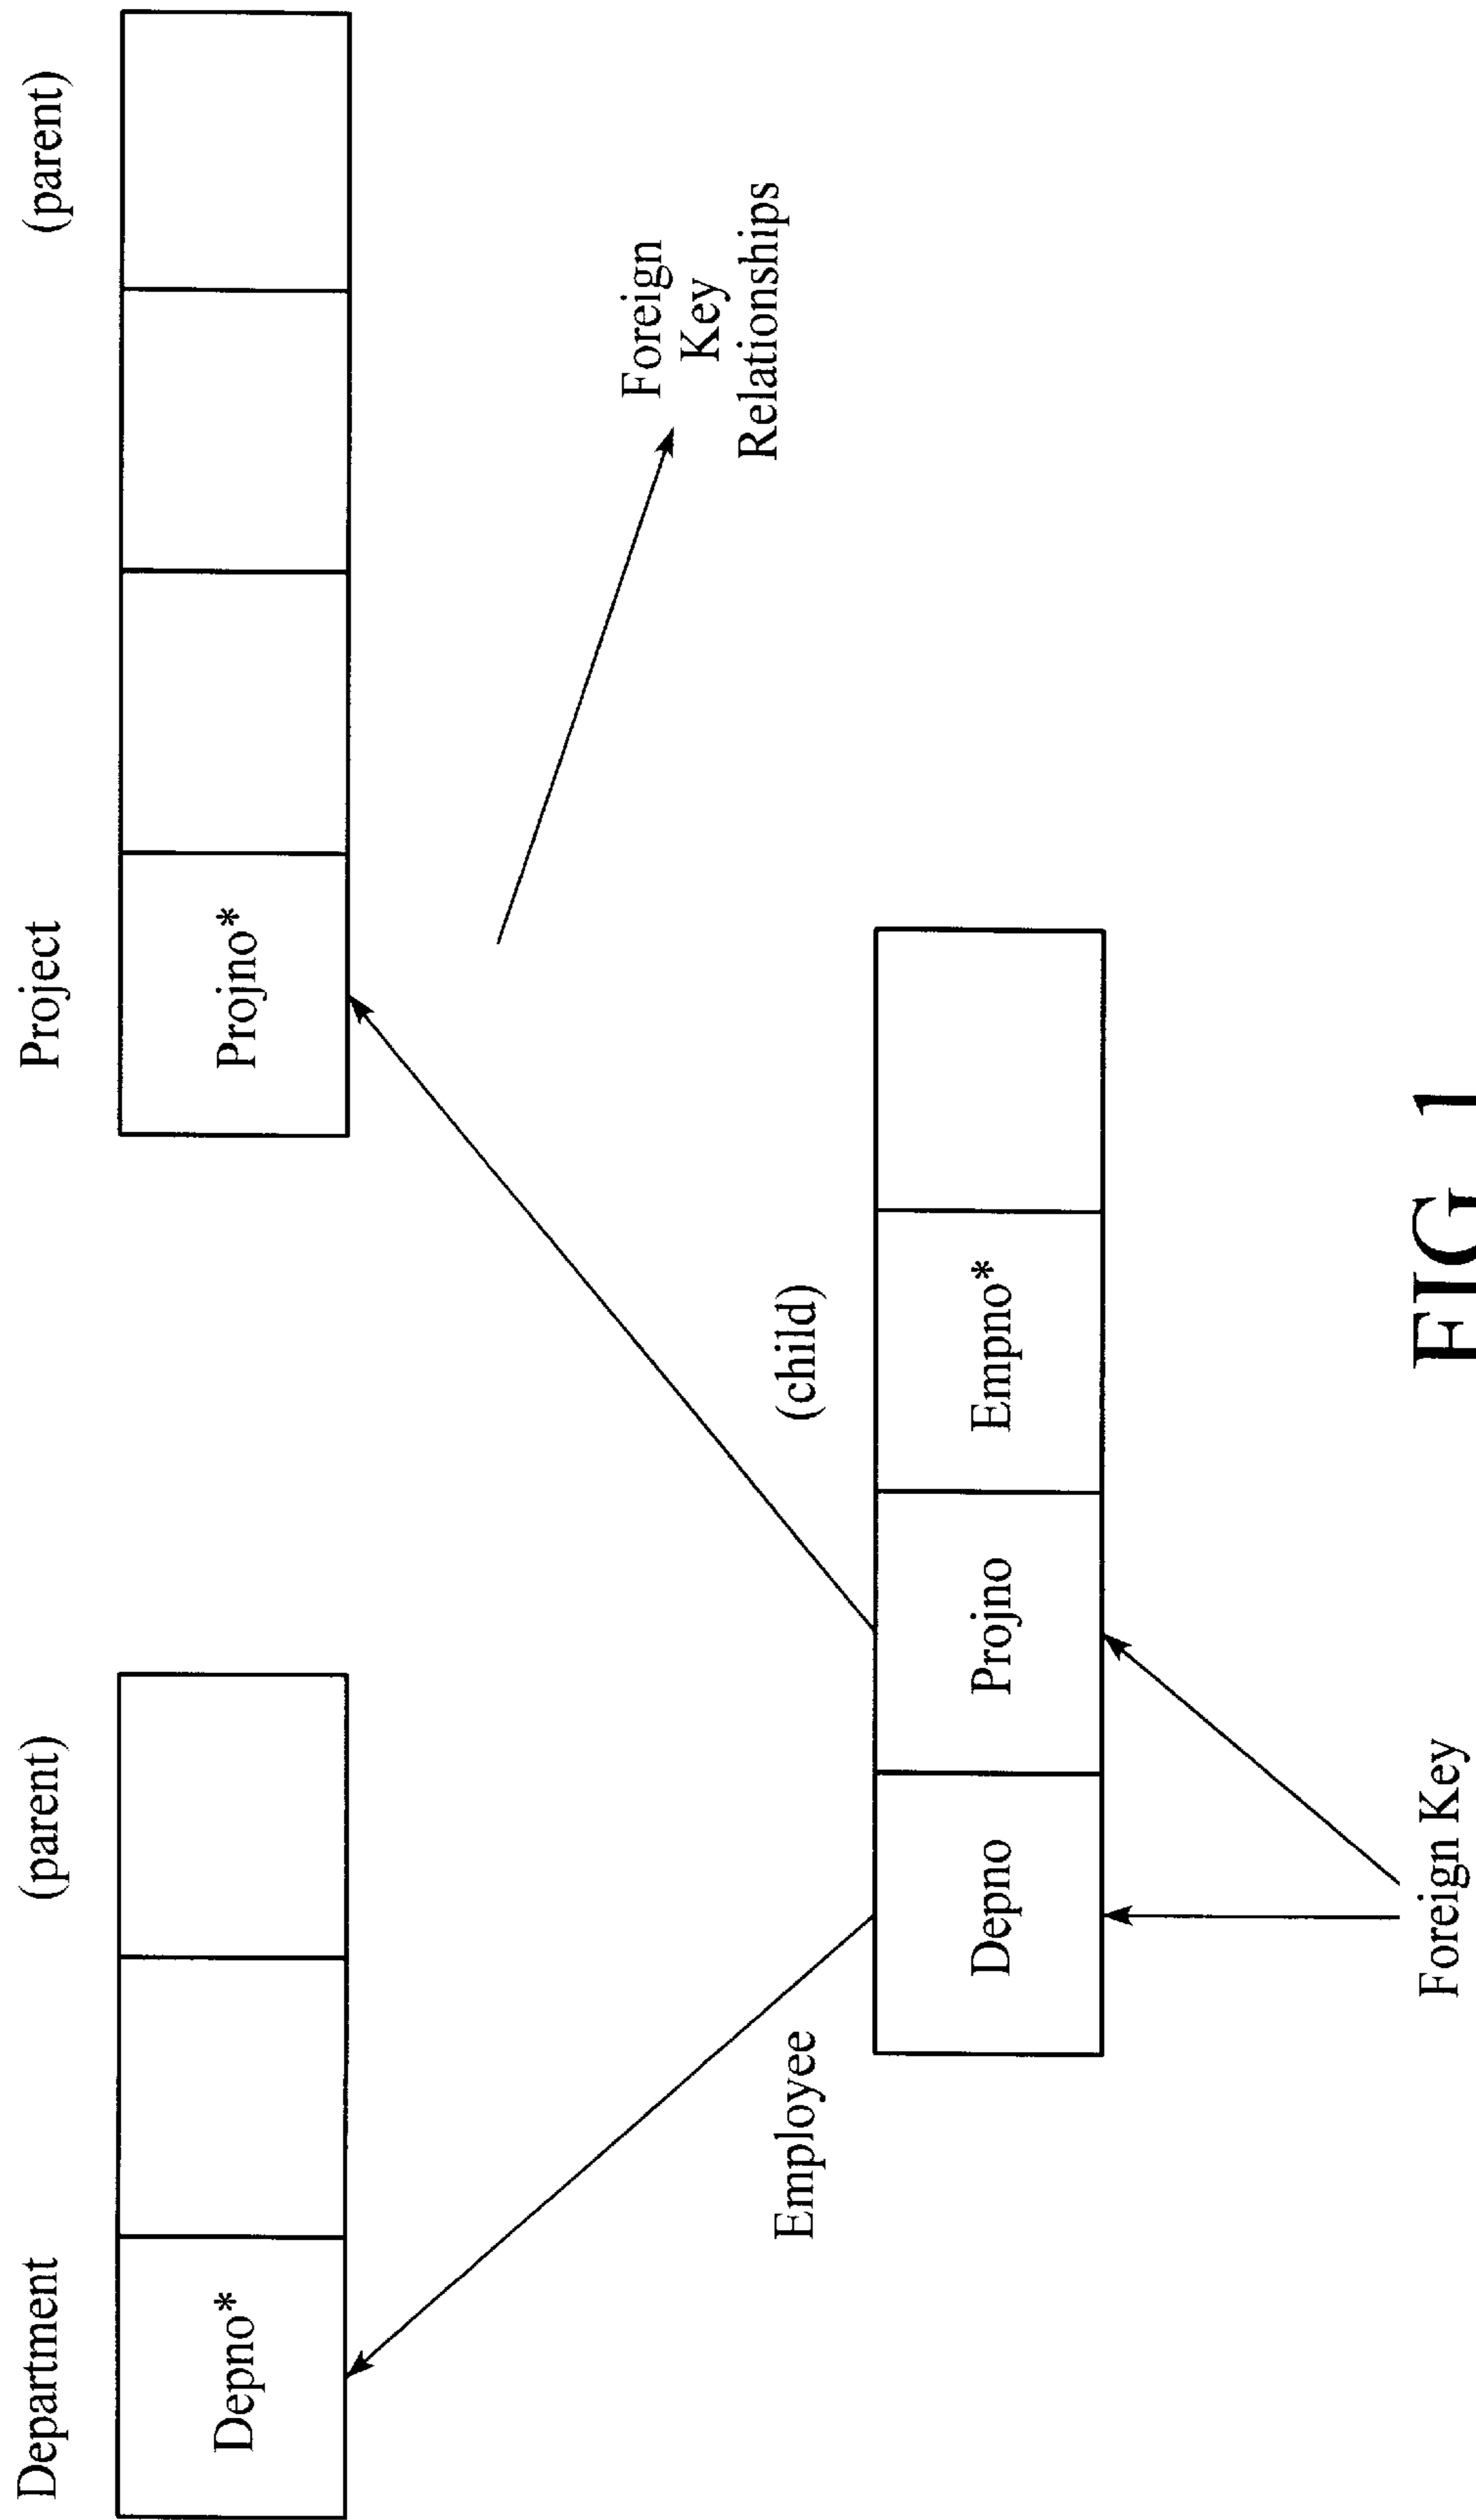 Department
(parent)
Project
(parent)
Depno*
Projno*
Foreign
Key
Relationships
Employee
(child)
Depno
Projno
Empno*
Foreign Key
FIG. 1